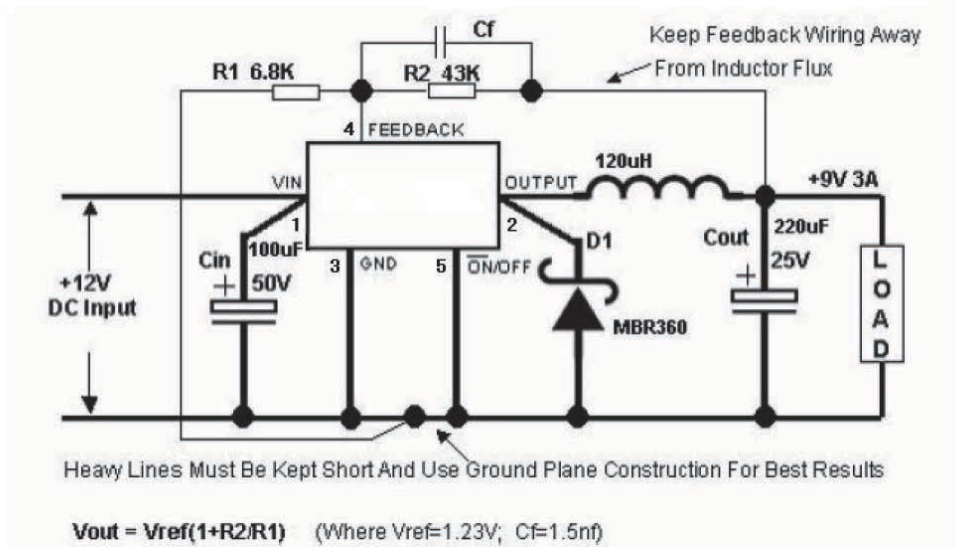 Cf
Keep Feedback Wiring Away
From Inductor Flux
R1 6.8K
R2 43K
4 FEEDBACK
120uH
VIN
OUTPUT
+9V 3A
1
2
D1
220uF
100uF
Cout
Cin
3 GND
5 ON/OFF
25V
+
+
50V
+12V
DC Input
L
O
A
D
MBR360
Heavy Lines Must Be Kept Short And Use Ground Plane Construction For Best Results
Vout = Vref(1+R2/R1) (Where Vref=1.23V; Cf=1.5nf)